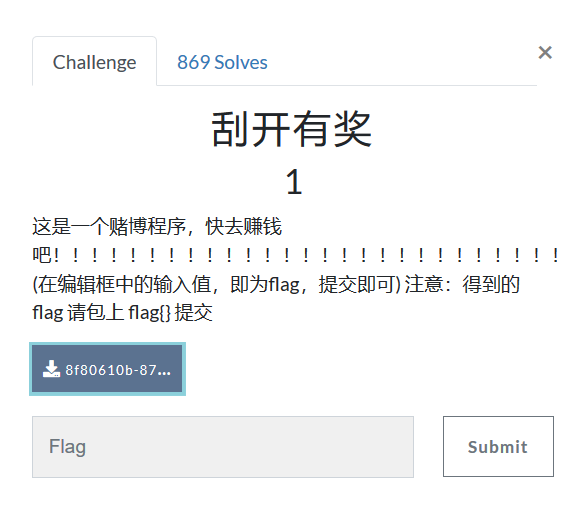 Challenge
869 Solves
×
刮开有奖
1
这是一个赌博程序，快去赚钱
吧！！！！！！！！！！！！！！！！！！！！！！！！！！！
(在编辑框中的输入值，即为flag，提交即可) 注意：得到的
flag 请包上 flag{} 提交
8f80610b-87...
Flag
Submit